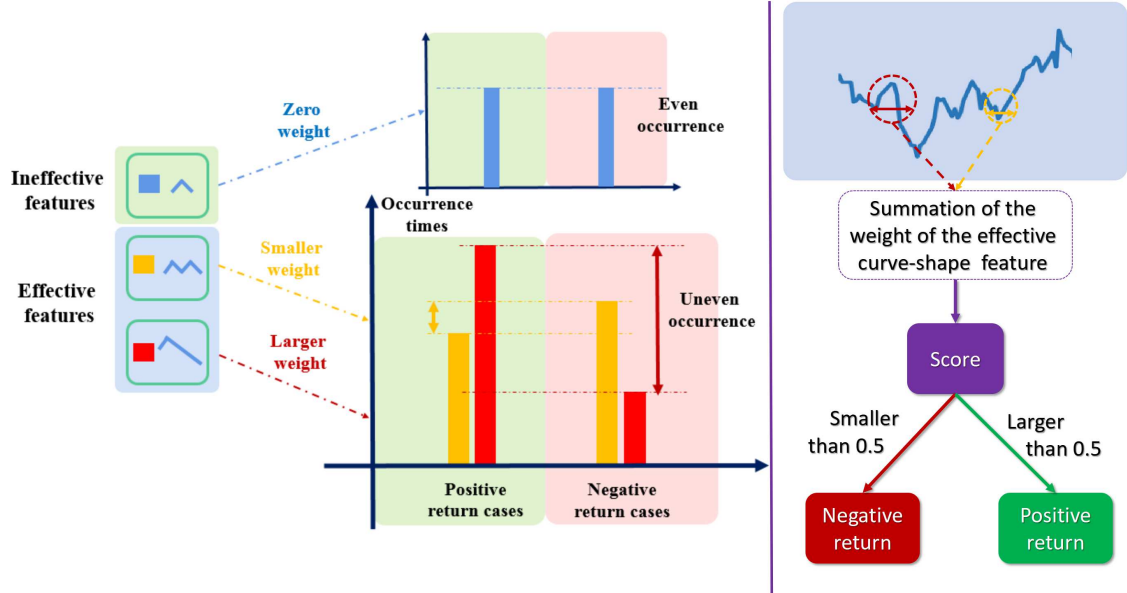 Zero
weight
Even
occurrence
Ineffective
features
Occurrence
times
Smaller
weight
Effective
features
Uneven
occurrence
Larger
weight
Positive
return cases
Negative
return cases
Summation of the
weight of the effective
curve-shape feature
Score
Smaller
than 0.5
Larger
than 0.5
Negative
return
Positive
return